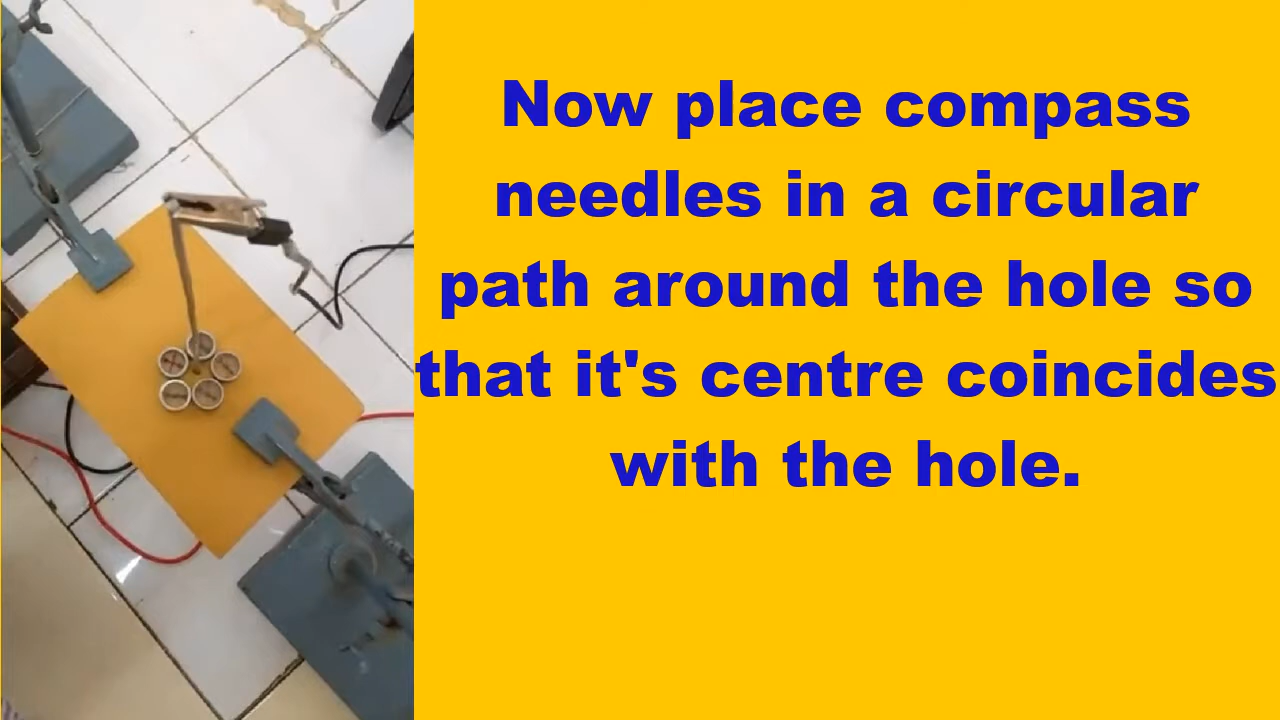 Now place compass
needles in a circular
path around the hole so
that it's centre coincides
with the hole.